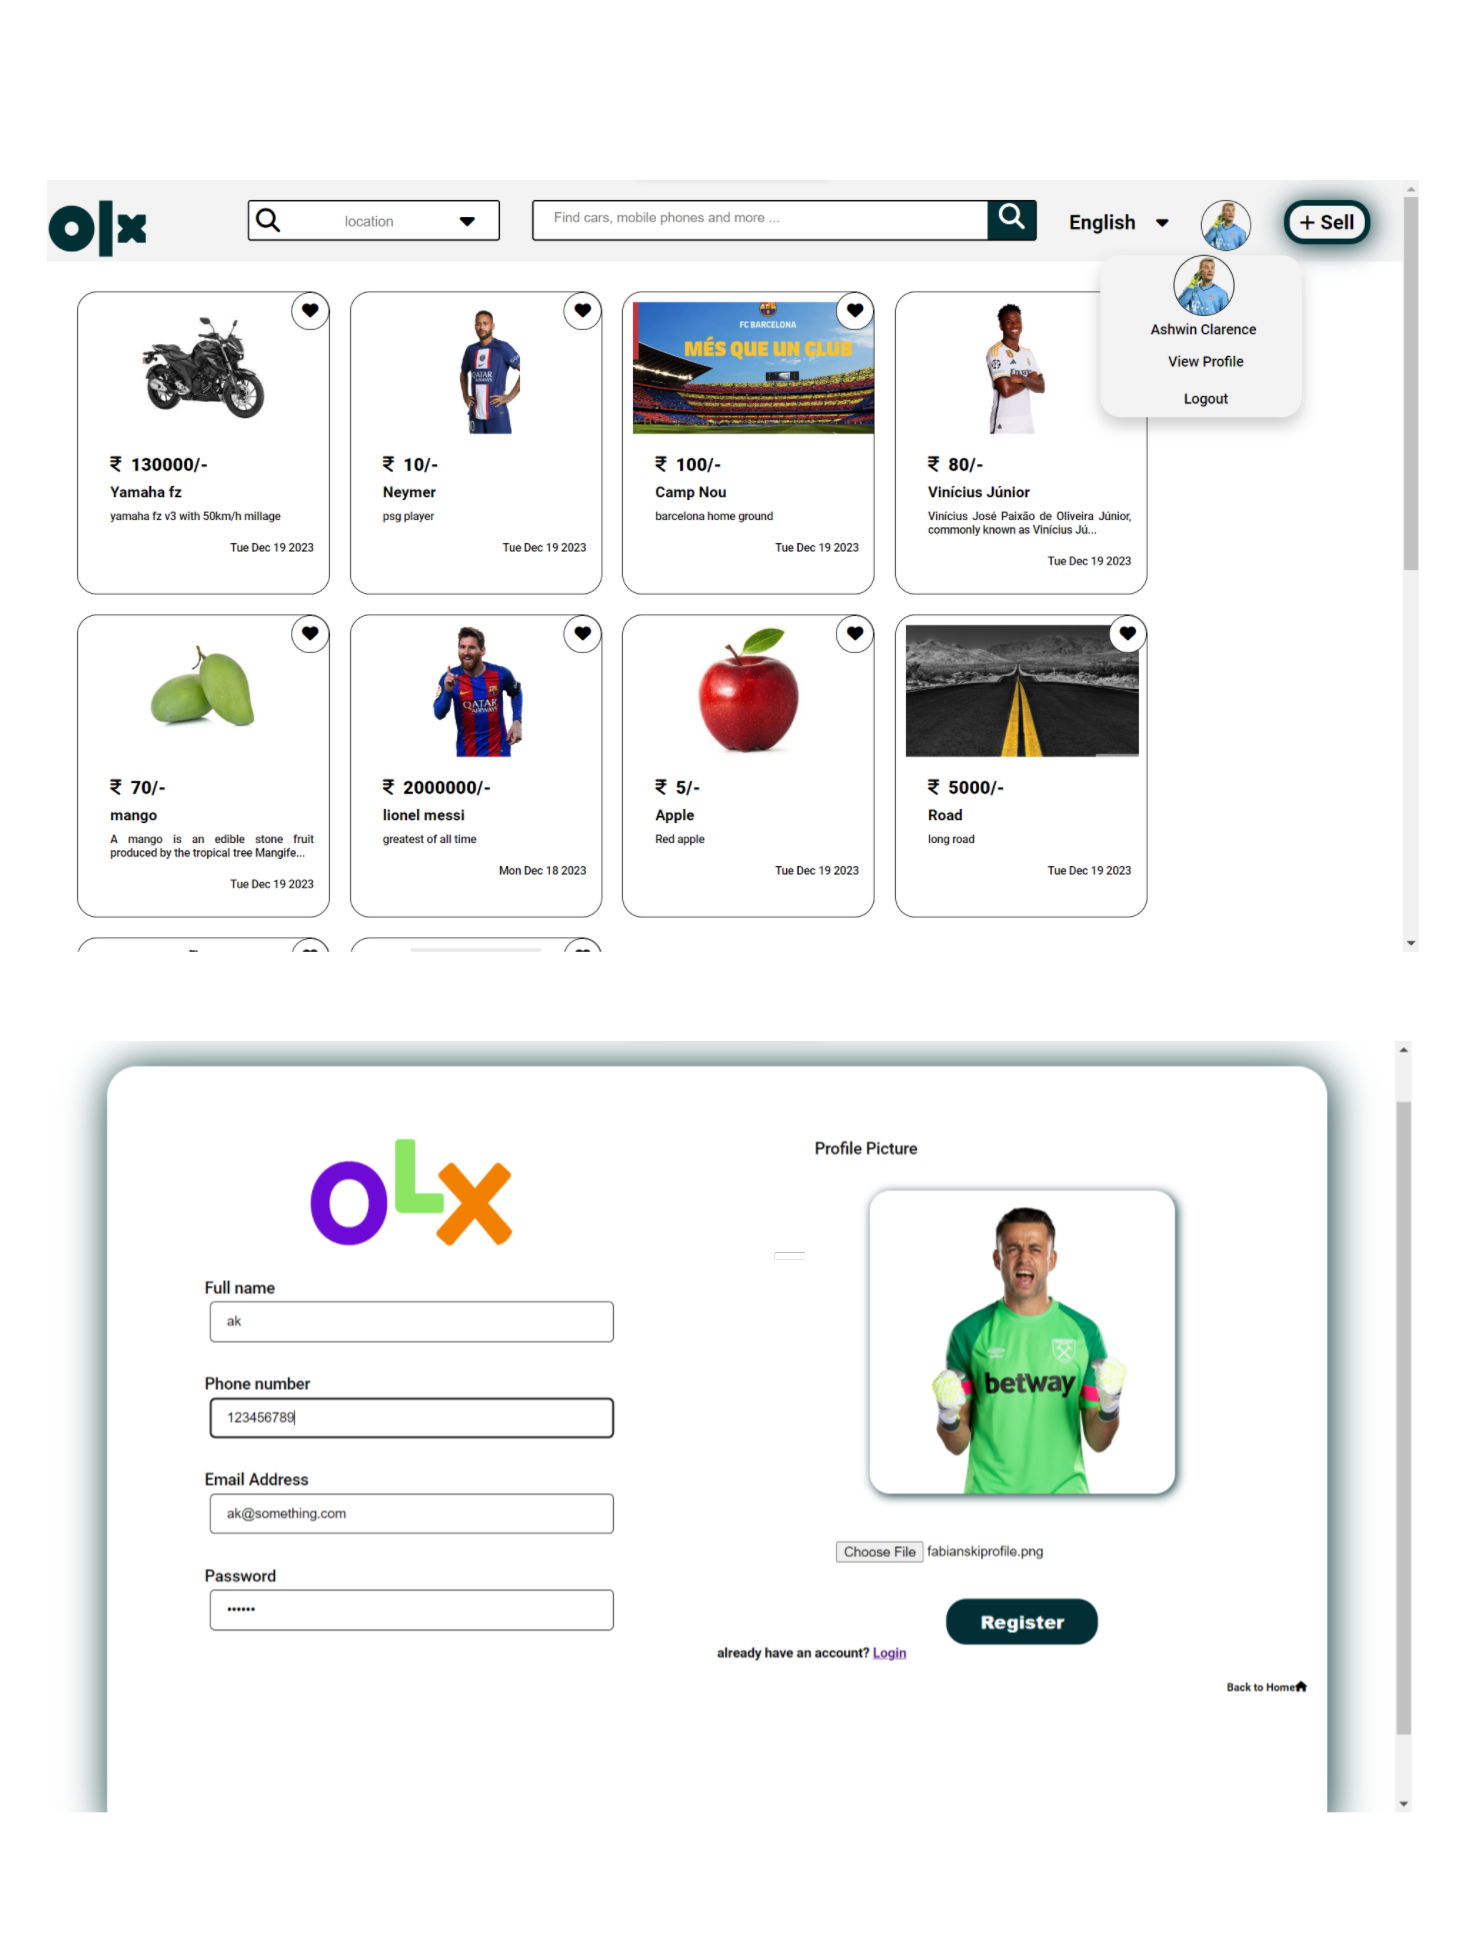 olx
location
Find cars, mobile phones and more ...
English
+ Sell
Ashwin Clarence
View Profile
Logout
FC BARCELONA
MÉS QUE UN CLUB
QATAR
₹ 130000/-
Yamaha fz
yamaha fz v3 with 50km/h millage
Tue Dec 19 2023
₹ 10/-
Neymer
psg player
Tue Dec 19 2023
₹ 100/-
Camp Nou
barcelona home ground
Tue Dec 19 2023
₹ 80/-
Vinícius Júnior
Vinícius José Paixão de Oliveira Júnior,
commonly known as Vinícius Jú...
Tue Dec 19 2023
QATAR
AIRWAYS
₹ 70/-
mango
A mango is an edible stone fruit
produced by the tropical tree Mangife...
Tue Dec 19 2023
₹ 2000000/-
lionel messi
greatest of all time
Mon Dec 18 2023
₹ 5/-
Apple
Red apple
Tue Dec 19 2023
₹ 5000/-
Road
long road
Tue Dec 19 2023
OLX
Full name
ak
Phone number
123456789
Email Address
ak@something.com
Password
••••••
Profile Picture
betway
Choose File fabianskiprofile.png
Register
already have an account? Login
Back to Home